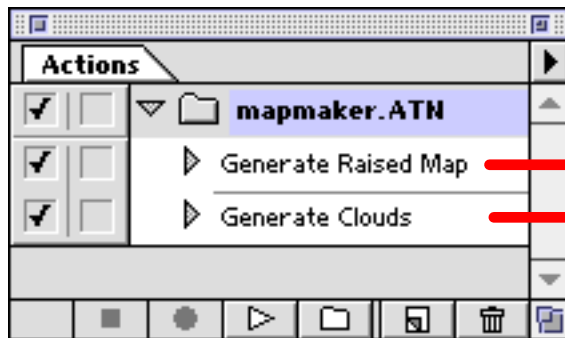 Actions
mapmaker.ATN
Generate Raised Map
Generate Clouds